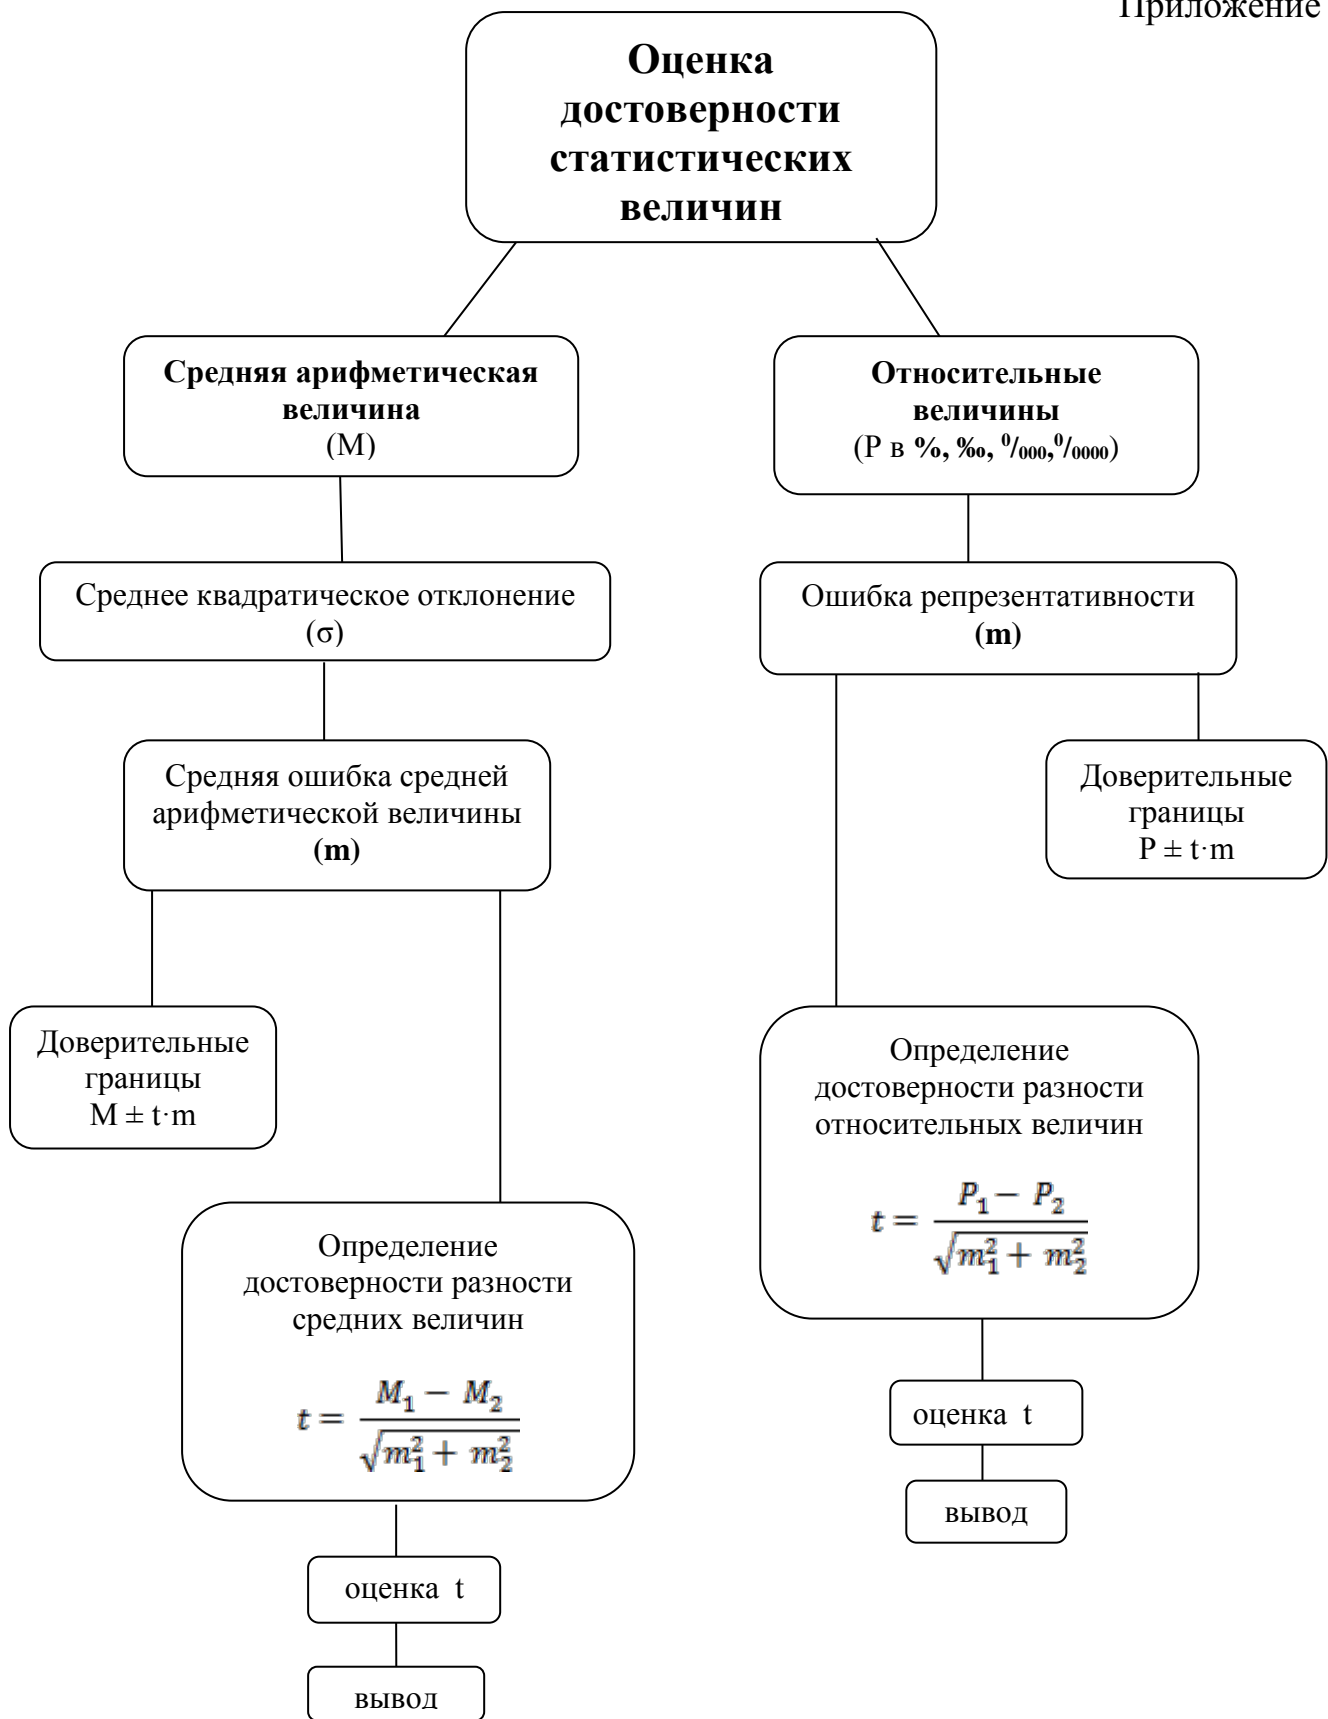 Приложение
Оценка
достоверности
статистических
величин
Средняя арифметическая
величина
(М)
Относительные
величины
(Р в %, ‰, ⁰/₀₀₀,⁰/₀₀₀₀)
Среднее квадратическое отклонение
(σ)
Ошибка репрезентативности
(m)
Средняя ошибка средней
арифметической величины
(m)
Доверительные
границы
P ± t·m
Доверительные
границы
M ± t·m
Определение
достоверности разности
относительных величин
t = (P₁ − P₂) / √(m₁² + m₂²)
Определение
достоверности разности
средних величин
t = (M₁ − M₂) / √(m₁² + m₂²)
оценка t
вывод
оценка t
вывод